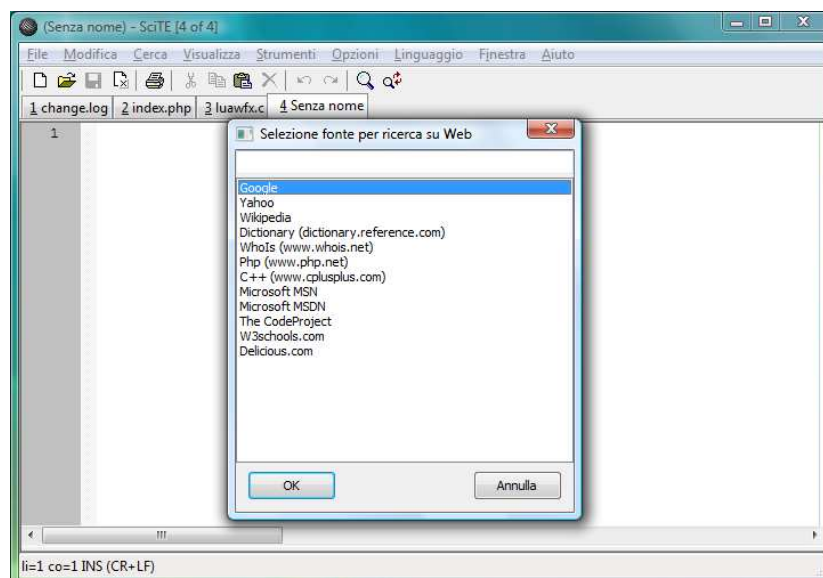 (Senza nome) - SciTE [4 of 4]
File Modifica Cerca Visualizza Strumenti Opzioni Linguaggio Finestra Aiuto
1 change.log 2 index.php 3 luawfx.c 4 Senza nome
1
Selezione fonte per ricerca su Web
Google
Yahoo
Wikipedia
Dictionary (dictionary.reference.com)
WhoIs (www.whois.net)
Php (www.php.net)
C++ (www.cplusplus.com)
Microsoft MSN
Microsoft MSDN
The CodeProject
W3schools.com
Delicious.com
OK Annulla
li=1 co=1 INS (CR+LF)